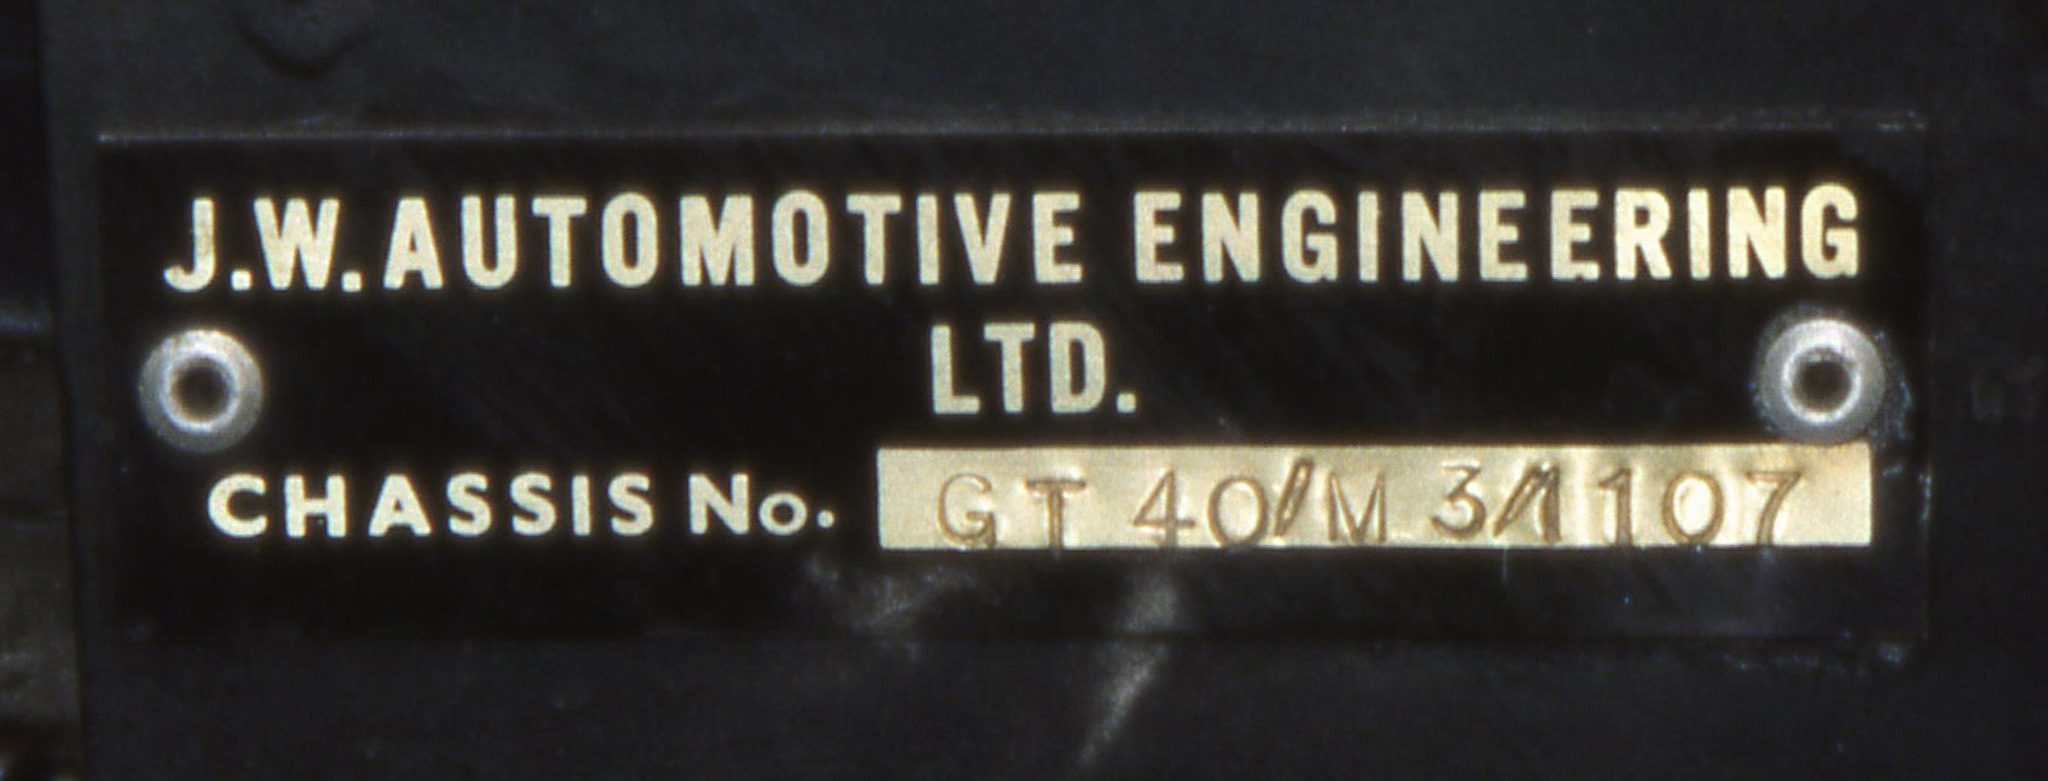 J.W. AUTOMOTIVE ENGINEERING
LTD.
CHASSIS No. GT 40/M 3/1107